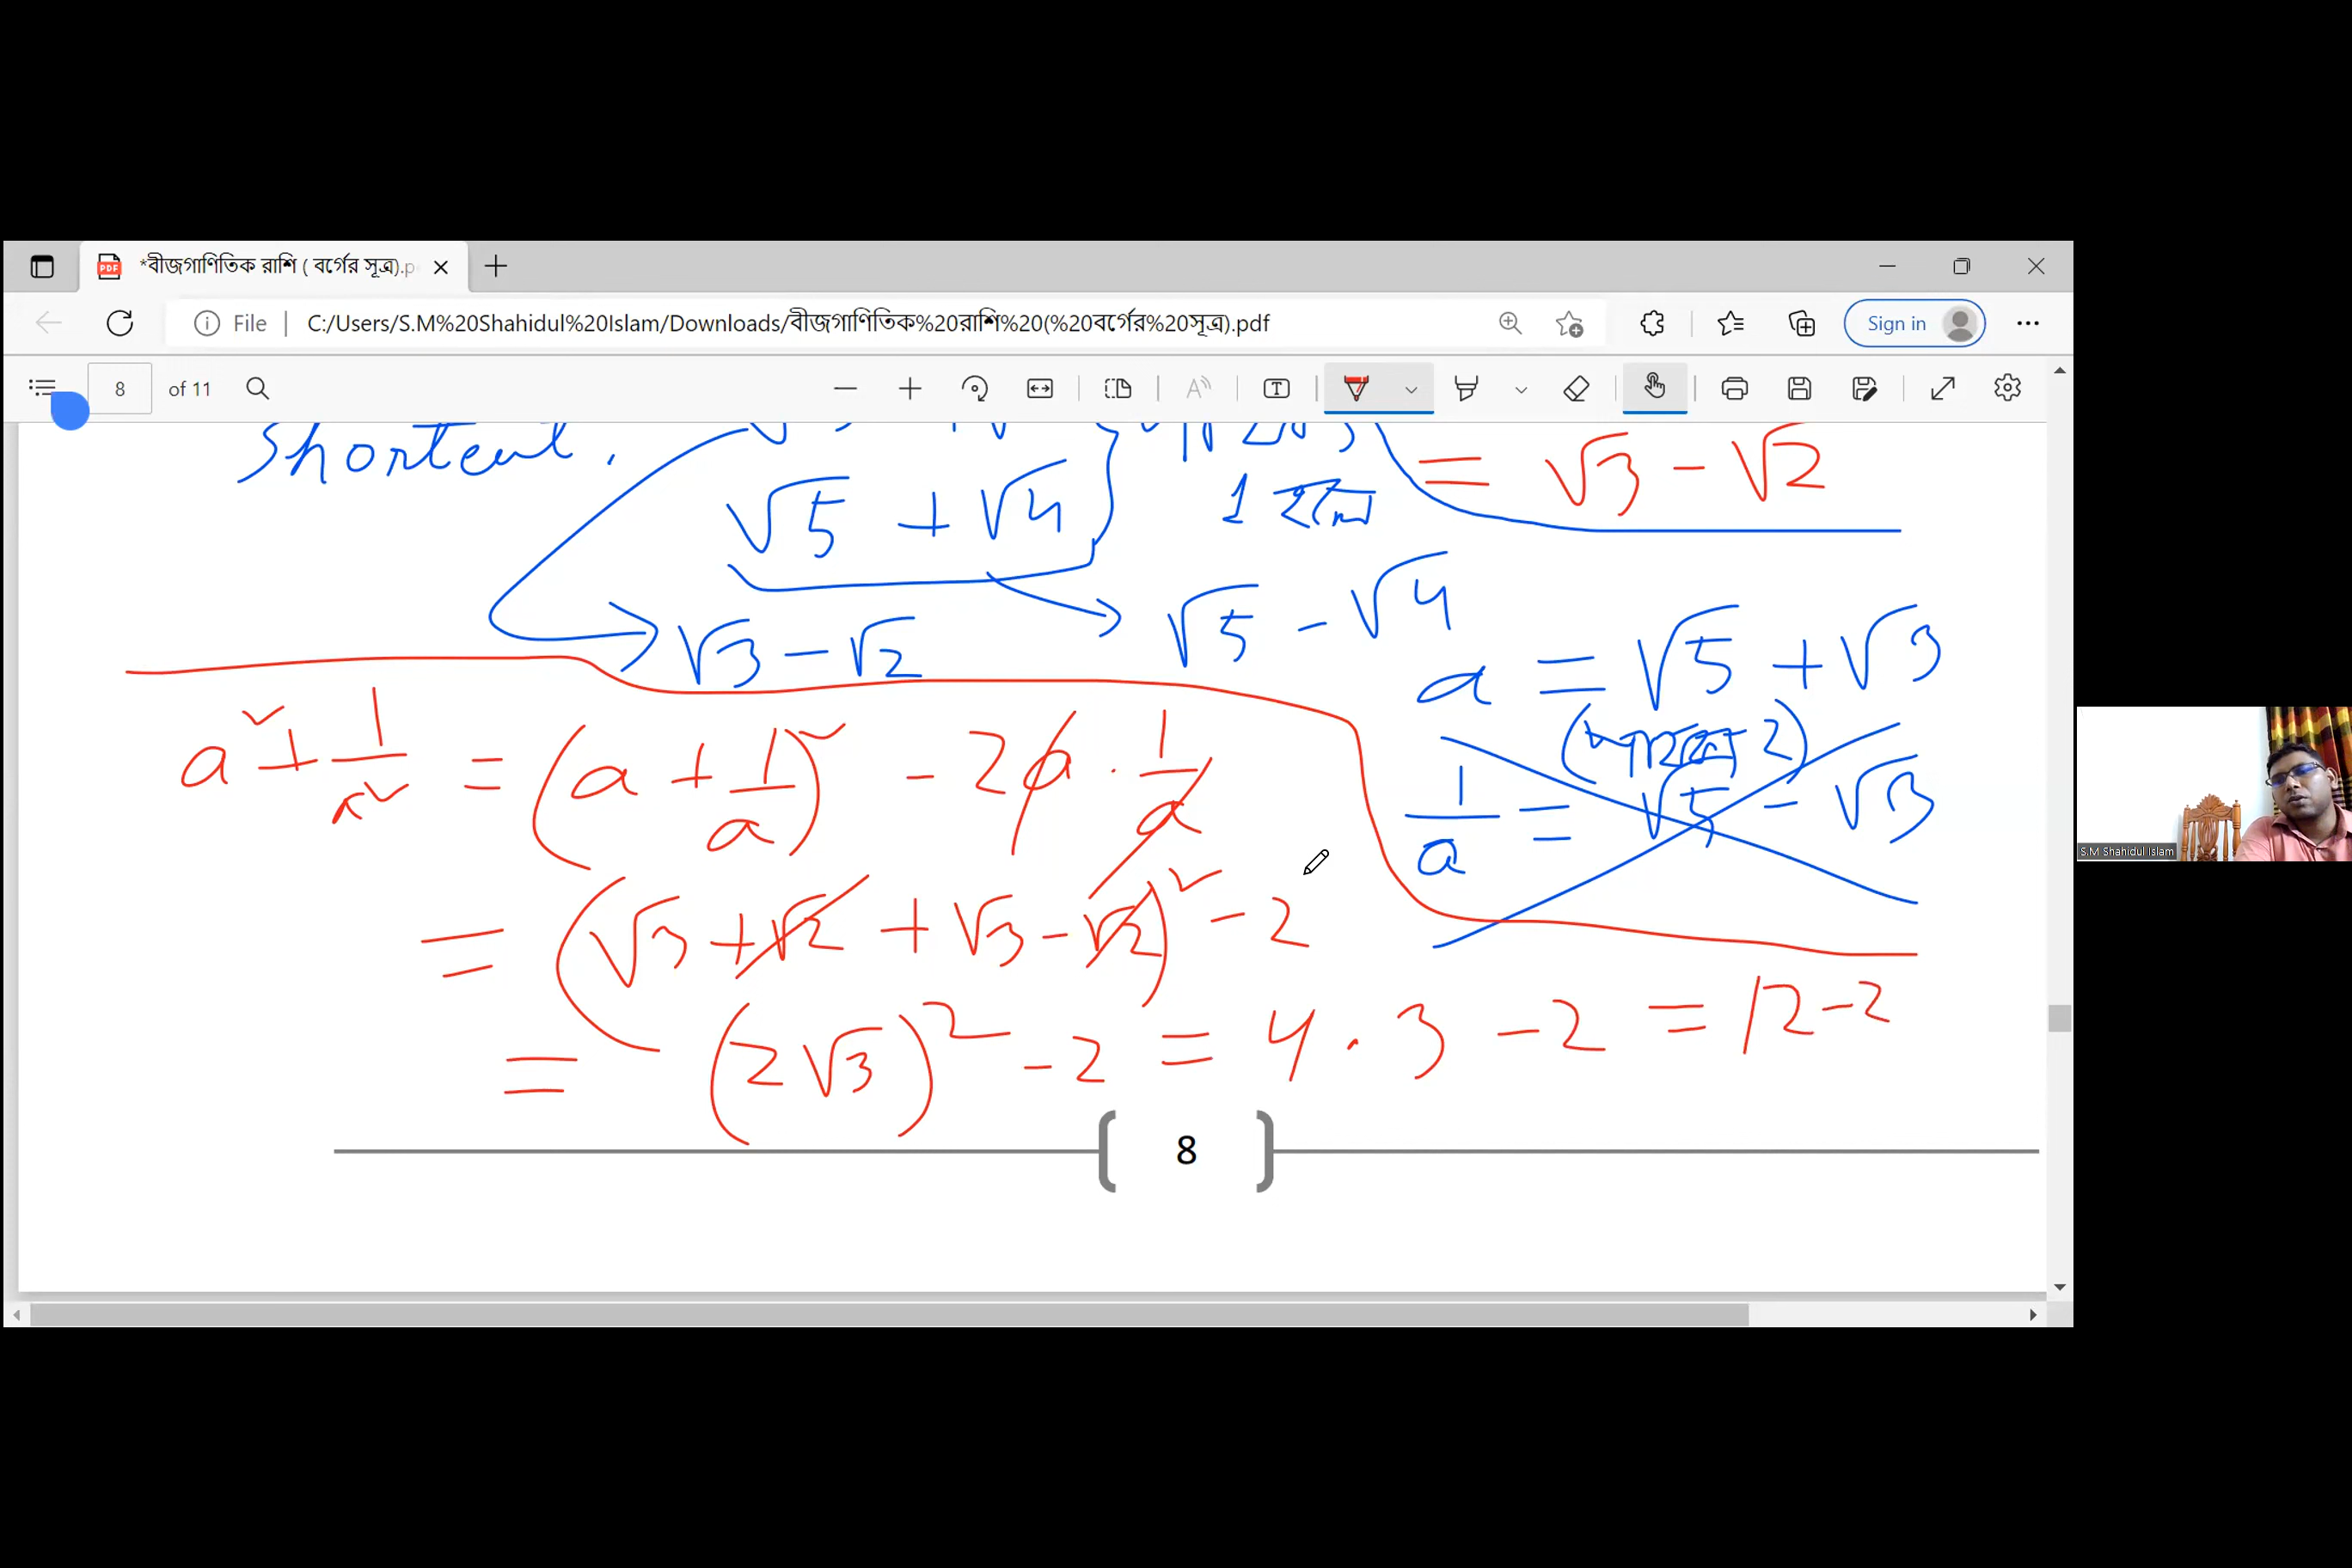 *বীজগাণিতিক রাশি ( বর্গের সূত্র).p
File | C:/Users/S.M%20Shahidul%20Islam/Downloads/বীজগাণিতিক%20রাশি%20(%20বর্গের%20সূত্র).pdf
Sign in
8 of 11
Shortcut.
= √3 - √2
√5 + √4
1
√3 - √2
√5 - √4
a = √5 + √3
1/a = √5 - √3
a² + 1/a² = (a + 1/a)² - 2a · 1/a
= (√3 + √2 + √3 - √2)² - 2
= (2√3)² - 2 = 4 · 3 - 2 = 12 - 2
8
S.M Shahidul Islam